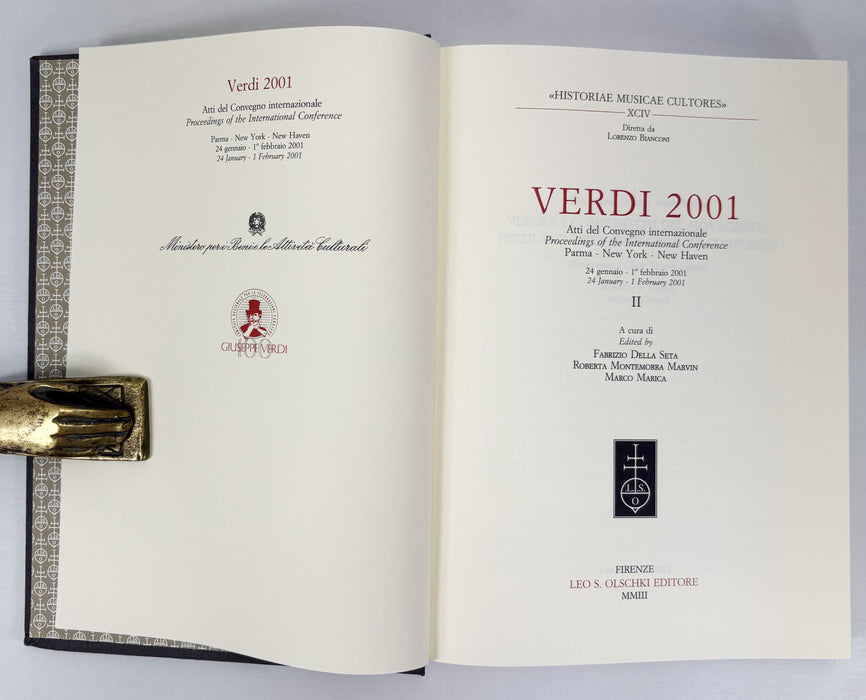 Verdi 2001
Atti del Convegno internazionale
Proceedings of the International Conference
Parma - New York - New Haven
24 gennaio - 1° febbraio 2001
24 January - 1 February 2001
Ministero per i Beni e le Attività Culturali
100
GIUSEPPE VERDI
«HISTORIAE MUSICAE CULTORES»
XCIV
Diretta da
LORENZO BIANCONI
VERDI 2001
Atti del Convegno internazionale
Proceedings of the International Conference
Parma - New York - New Haven
24 gennaio - 1° febbraio 2001
24 January - 1 February 2001
II
A cura di
Edited by
FABRIZIO DELLA SETA
ROBERTA MONTEMORRA MARVIN
MARCO MARICA
L. S.
O
FIRENZE
LEO S. OLSCHKI EDITORE
MMIII